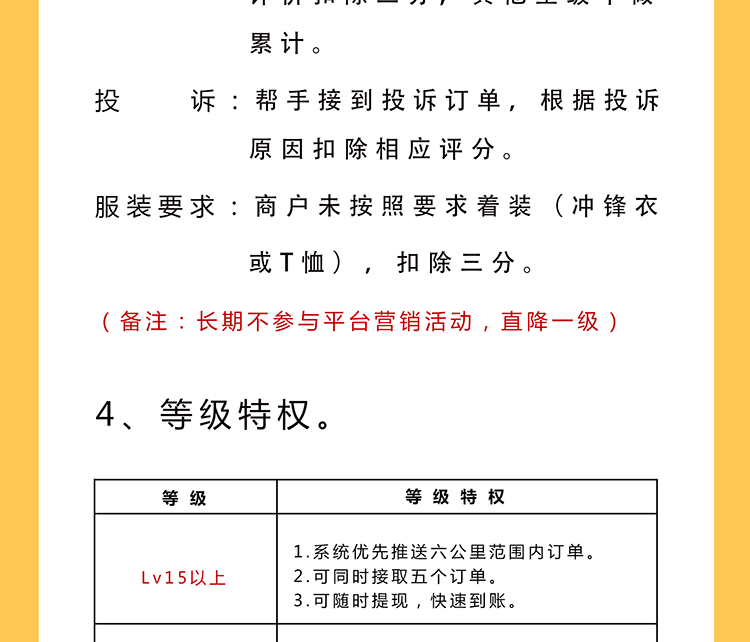 累计。
投 诉：帮手接到投诉订单，根据投诉
原因扣除相应评分。
服装要求：商户未按照要求着装（冲锋衣
或T恤），扣除三分。
（备注：长期不参与平台营销活动，直降一级）
4、等级特权。
等级 等级特权
Lv15以上
1.系统优先推送六公里范围内订单。
2.可同时接取五个订单。
3.可随时提现，快速到账。